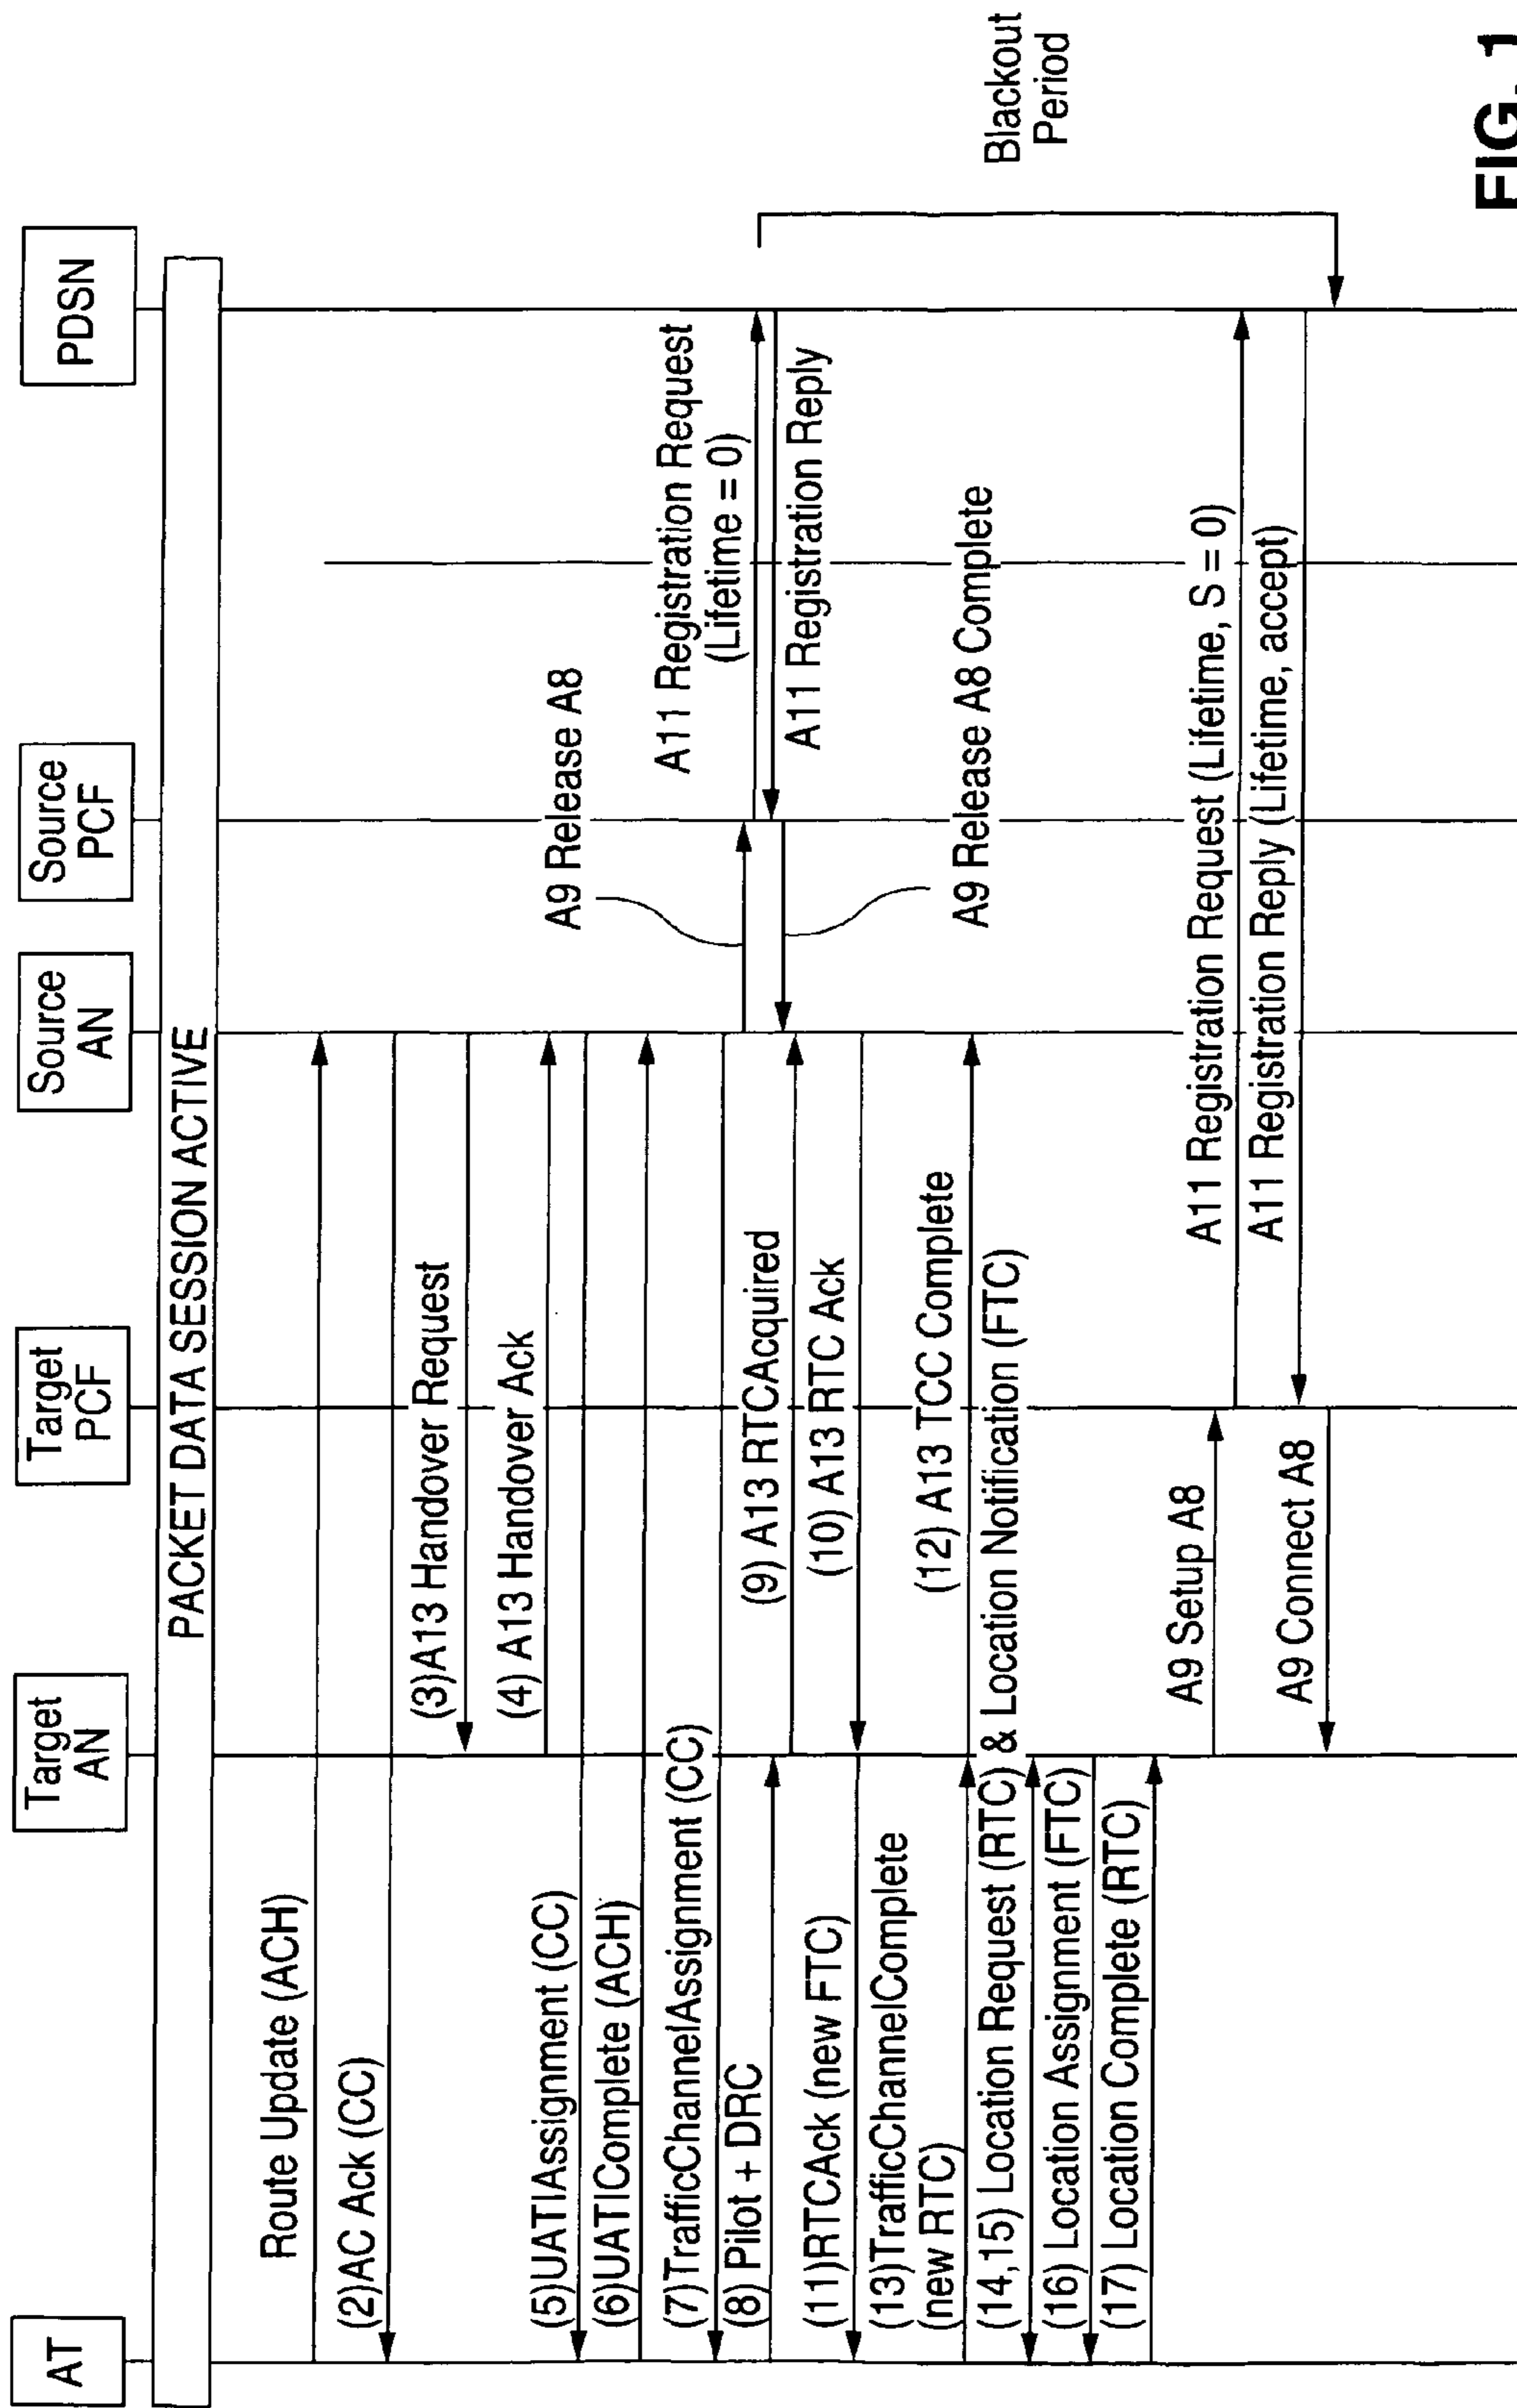 AT
Target
AN
Target
PCF
Source
AN
Source
PCF
PDSN
PACKET DATA SESSION ACTIVE
Route Update (ACH)
(2)AC Ack (CC)
(3)A13 Handover Request
(4) A13 Handover Ack
(5)UATIAssignment (CC)
(6)UATIComplete (ACH)
(7)TrafficChannelAssignment (CC)
(8) Pilot + DRC
A9 Release A8
A11 Registration Request
(Lifetime = 0)
A11 Registration Reply
A9 Release A8 Complete
(9) A13 RTCAcquired
(10) A13 RTC Ack
(11)RTCAck (new FTC)
(12) A13 TCC Complete
(13)TrafficChannelComplete
(new RTC)
(14,15) Location Request (RTC) & Location Notification (FTC)
(16) Location Assignment (FTC)
(17) Location Complete (RTC)
A9 Setup A8
A11 Registration Request (Lifetime, S = 0)
A11 Registration Reply (Lifetime, accept)
A9 Connect A8
Blackout
Period
FIG. 1